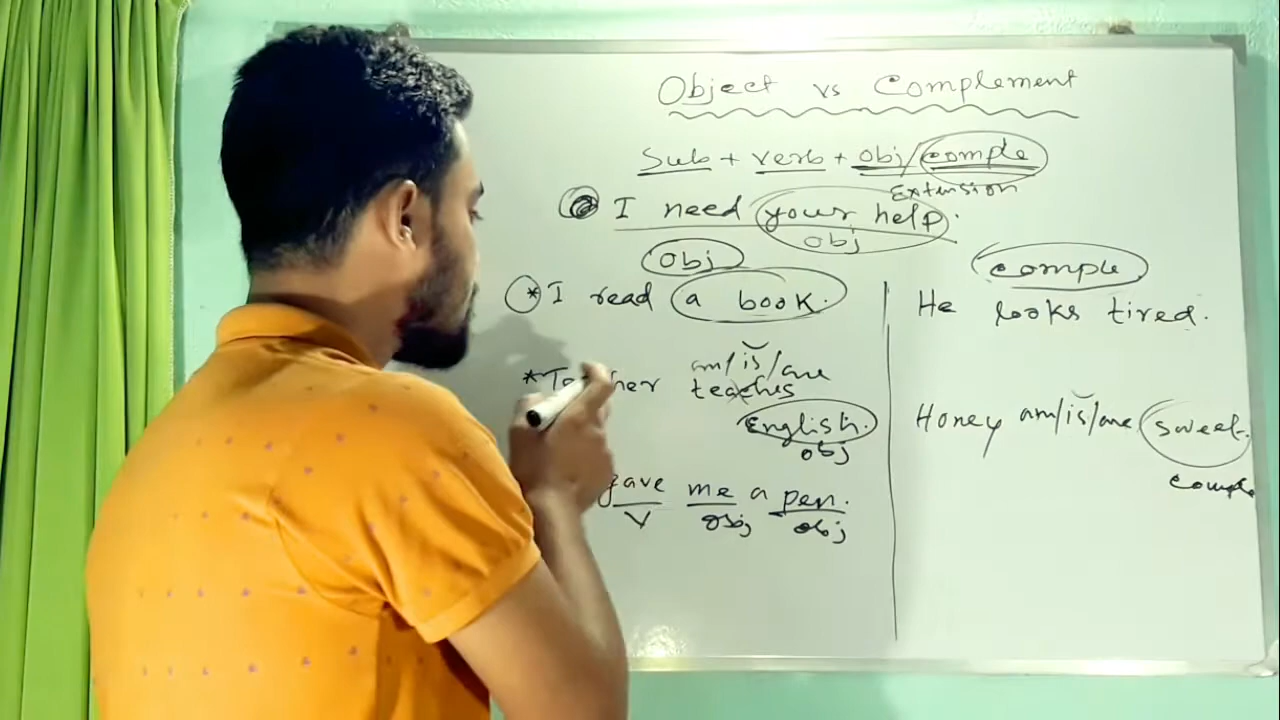 Object vs Complement
Sub + verb + obj/comple
Extension
I need your help.
obj
obj
* I read a book.
am/is/are
teaches
English.
obj
gave me a pen.
V obj obj
comple
He looks tired.
Honey am/is/are sweet.
comple